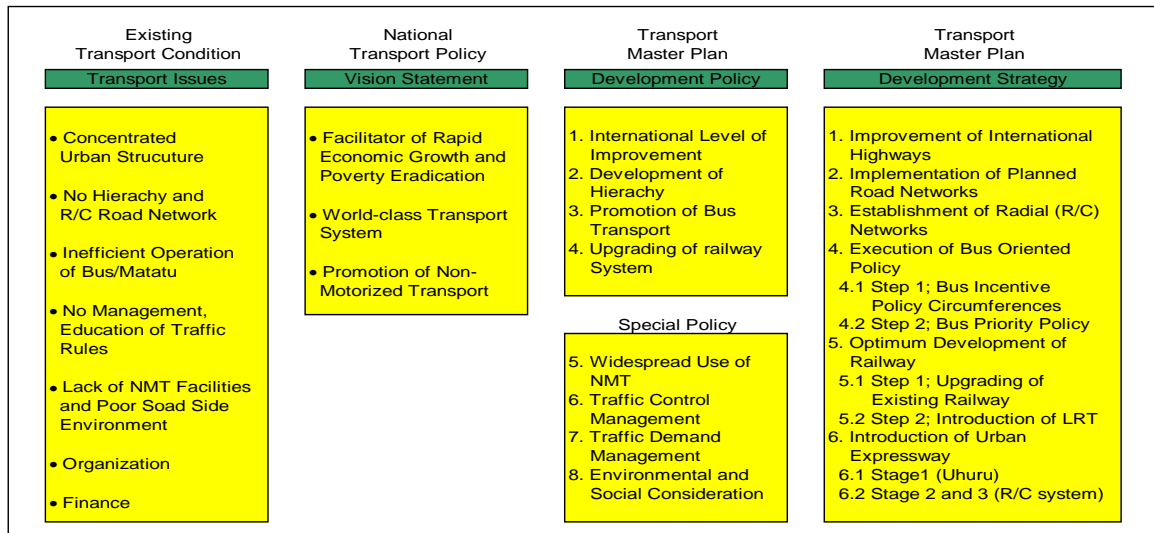 Existing
Transport Condition
Transport Issues
• Concentrated
Urban Strucuture
• No Hierachy and
R/C Road Network
• Inefficient Operation
of Bus/Matatu
• No Management,
Education of Traffic
Rules
• Lack of NMT Facilities
and Poor Soad Side
Environment
• Organization
• Finance
National
Transport Policy
Vision Statement
• Facilitator of Rapid
Economic Growth and
Poverty Eradication
• World-class Transport
System
• Promotion of Non-
Motorized Transport
Transport
Master Plan
Development Policy
1. International Level of
Improvement
2. Development of
Hierachy
3. Promotion of Bus
Transport
4. Upgrading of railway
System
Special Policy
5. Widespread Use of
NMT
6. Traffic Control
Management
7. Traffic Demand
Management
8. Environmental and
Social Consideration
Transport
Master Plan
Development Strategy
1. Improvement of International
Highways
2. Implementation of Planned
Road Networks
3. Establishment of Radial (R/C)
Networks
4. Execution of Bus Oriented
Policy
4.1 Step 1; Bus Incentive
Policy Circumferences
4.2 Step 2; Bus Priority Policy
5. Optimum Development of
Railway
5.1 Step 1; Upgrading of
Existing Railway
5.2 Step 2; Introduction of LRT
6. Introduction of Urban
Expressway
6.1 Stage1 (Uhuru)
6.2 Stage 2 and 3 (R/C system)